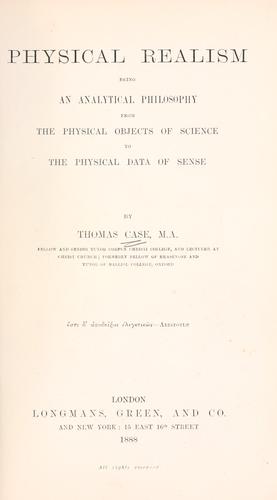 PHYSICAL REALISM
BEING
AN ANALYTICAL PHILOSOPHY
FROM
THE PHYSICAL OBJECTS OF SCIENCE
TO
THE PHYSICAL DATA OF SENSE
BY
THOMAS CASE, M.A.
FELLOW AND SENIOR TUTOR CORPUS CHRISTI COLLEGE, AND LECTURER AT
CHRIST CHURCH; FORMERLY FELLOW OF BRASENOSE AND
TUTOR OF BALLIOL COLLEGE, OXFORD
ARISTOTLE
LONDON
LONGMANS, GREEN, AND CO.
AND NEW YORK : 15 EAST 16th STREET
1888
All rights reserved